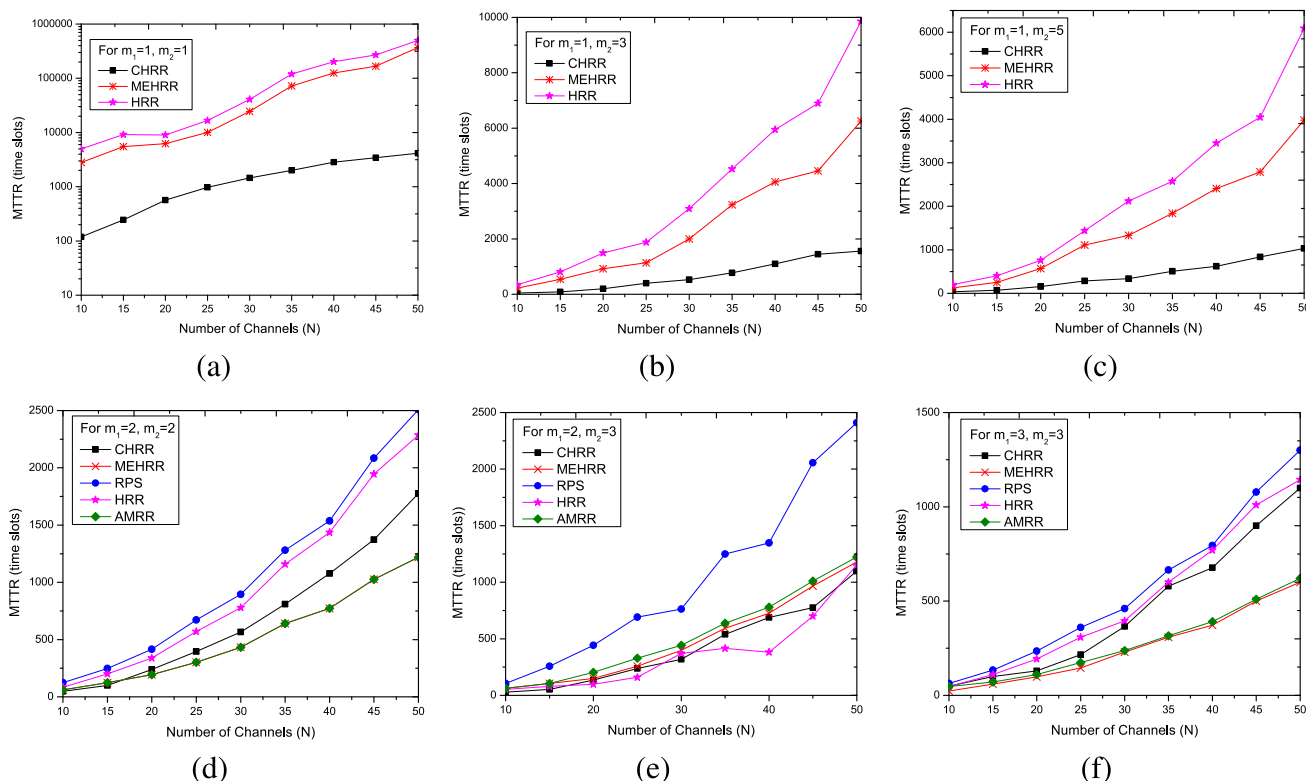 1000000
100000
10000
1000
100
10
MTTR (time slots)
For m₁=1, m₂=1
CHRR
MEHRR
HRR
10 15 20 25 30 35 40 45 50
Number of Channels (N)
(a)
10000
8000
6000
4000
2000
0
MTTR (time slots)
For m₁=1, m₂=3
CHRR
MEHRR
HRR
10 15 20 25 30 35 40 45 50
Number of Channels (N)
(b)
6000
5000
4000
3000
2000
1000
0
MTTR (time slots)
For m₁=1, m₂=5
CHRR
MEHRR
HRR
10 15 20 25 30 35 40 45 50
Number of Channels (N)
(c)
2500
2000
1500
1000
500
0
MTTR (time slots)
For m₁=2, m₂=2
CHRR
MEHRR
RPS
HRR
AMRR
10 15 20 25 30 35 40 45 50
Number of Channels (N)
(d)
2500
2000
1500
1000
500
0
MTTR (time slots))
For m₁=2, m₂=3
CHRR
MEHRR
RPS
HRR
AMRR
10 15 20 25 30 35 40 45 50
Number of Channels (N)
(e)
1500
1000
500
0
MTTR (time slots)
For m₁=3, m₂=3
CHRR
MEHRR
RPS
HRR
AMRR
10 15 20 25 30 35 40 45 50
Number of Channels (N)
(f)